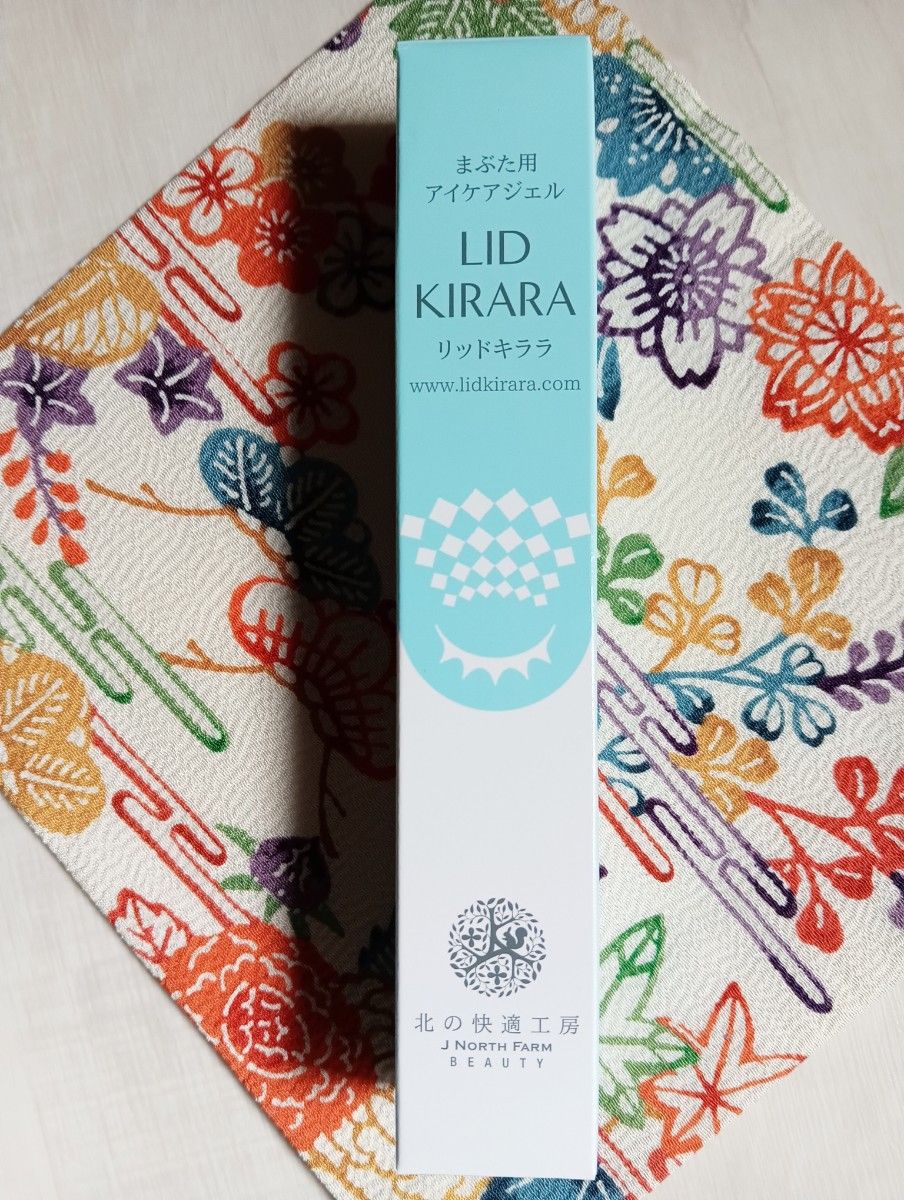 まぶた用
アイケアジェル
LID
KIRARA
リッドキララ
www.lidkirara.com
北の快適工房
J NORTH FARM
BEAUTY